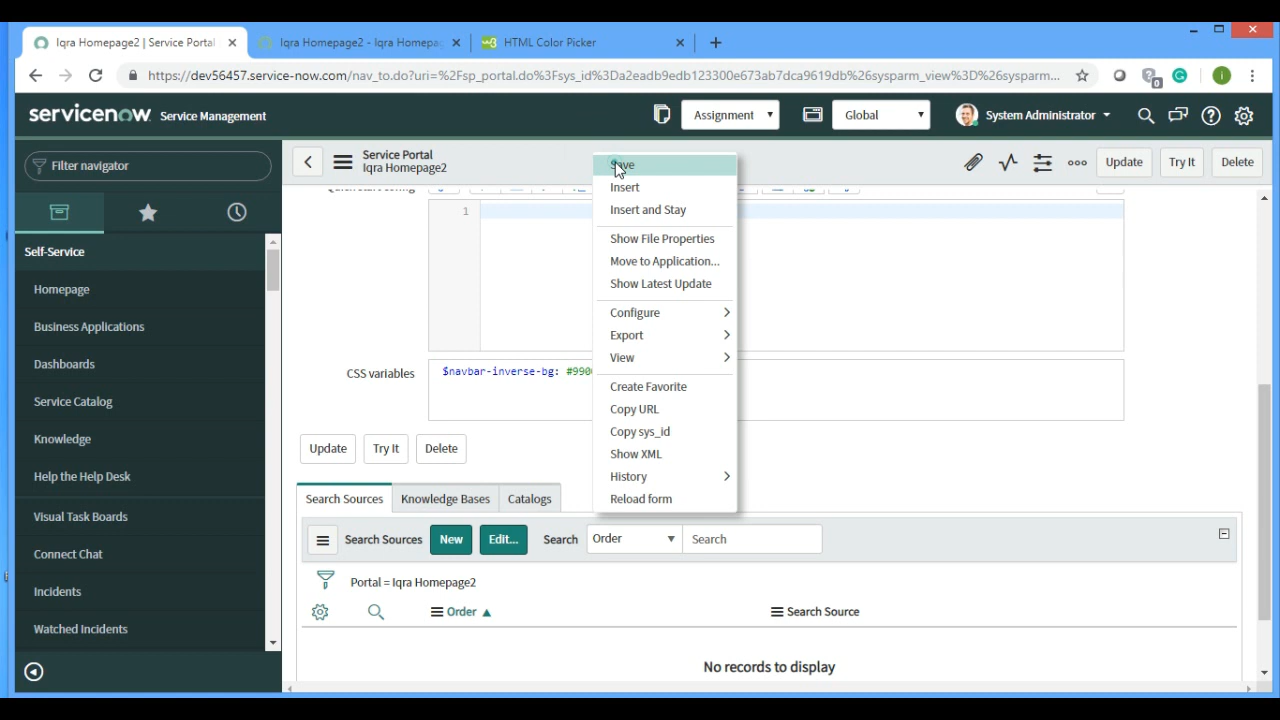 Iqra Homepage2 | Service Portal
Iqra Homepage2 - Iqra Homepag
HTML Color Picker
https://dev56457.service-now.com/nav_to.do?uri=%2Fsp_portal.do%3Fsys_id%3Da2eadb9edb123300e673ab7dca9619db%26sysparm_view%3D%26sysparm...
0
i
servicenow Service Management
Assignment
Global
System Administrator
Filter navigator
Service Portal
Iqra Homepage2
Update
Try It
Delete
Save
Insert
Insert and Stay
Show File Properties
Move to Application...
Show Latest Update
Configure
Export
View
Create Favorite
Copy URL
Copy sys_id
Show XML
History
Reload form
Self-Service
Homepage
Business Applications
Dashboards
Service Catalog
Knowledge
Help the Help Desk
Visual Task Boards
Connect Chat
Incidents
Watched Incidents
1
CSS variables
$navbar-inverse-bg: #990
Update
Try It
Delete
Search Sources
Knowledge Bases
Catalogs
Search Sources
New
Edit...
Search
Order
Search
Portal = Iqra Homepage2
Order
Search Source
No records to display